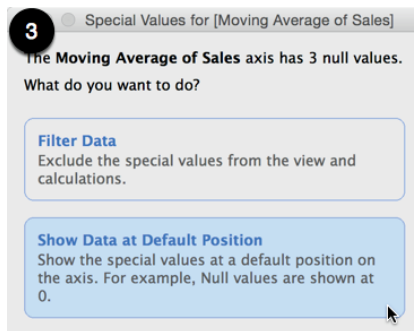 3
Special Values for [Moving Average of Sales]
The Moving Average of Sales axis has 3 null values.
What do you want to do?
Filter Data
Exclude the special values from the view and
calculations.
Show Data at Default Position
Show the special values at a default position on
the axis. For example, Null values are shown at
0.